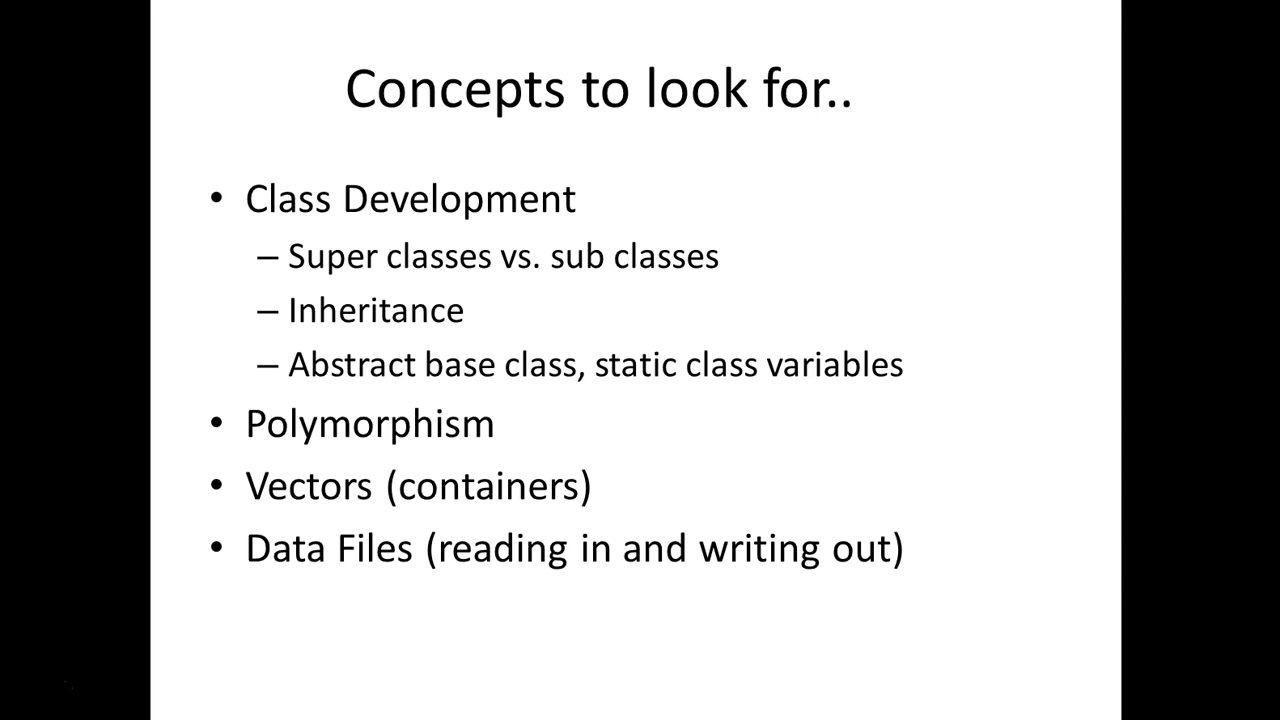 Concepts to look for..
• Class Development
– Super classes vs. sub classes
– Inheritance
– Abstract base class, static class variables
• Polymorphism
• Vectors (containers)
• Data Files (reading in and writing out)